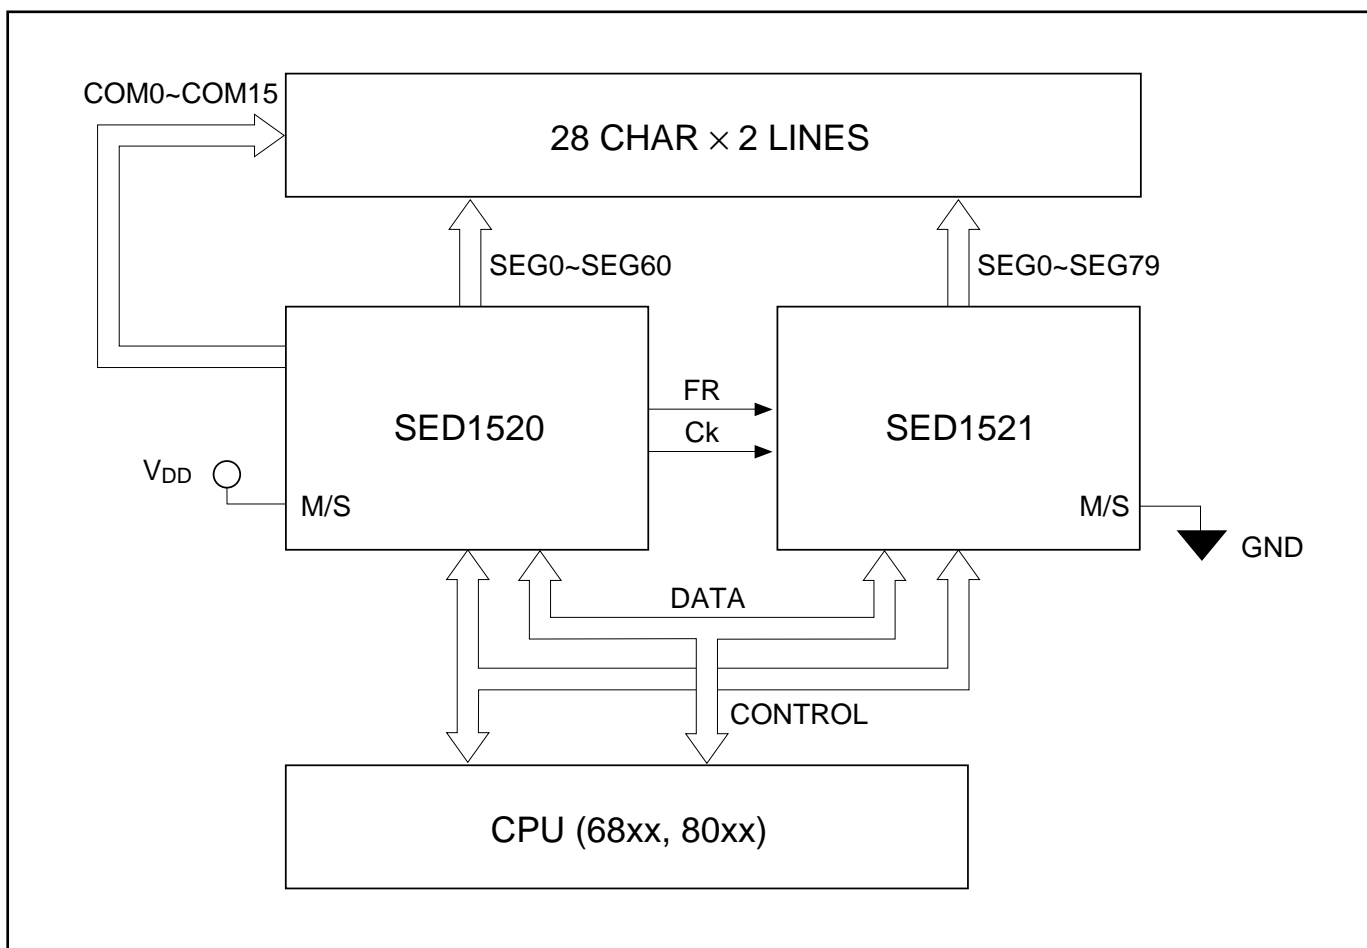 COM0~COM15
28 CHAR × 2 LINES
SEG0~SEG60
SEG0~SEG79
SED1520
FR
Ck
SED1521
VDD
M/S
M/S
GND
DATA
CONTROL
CPU (68xx, 80xx)